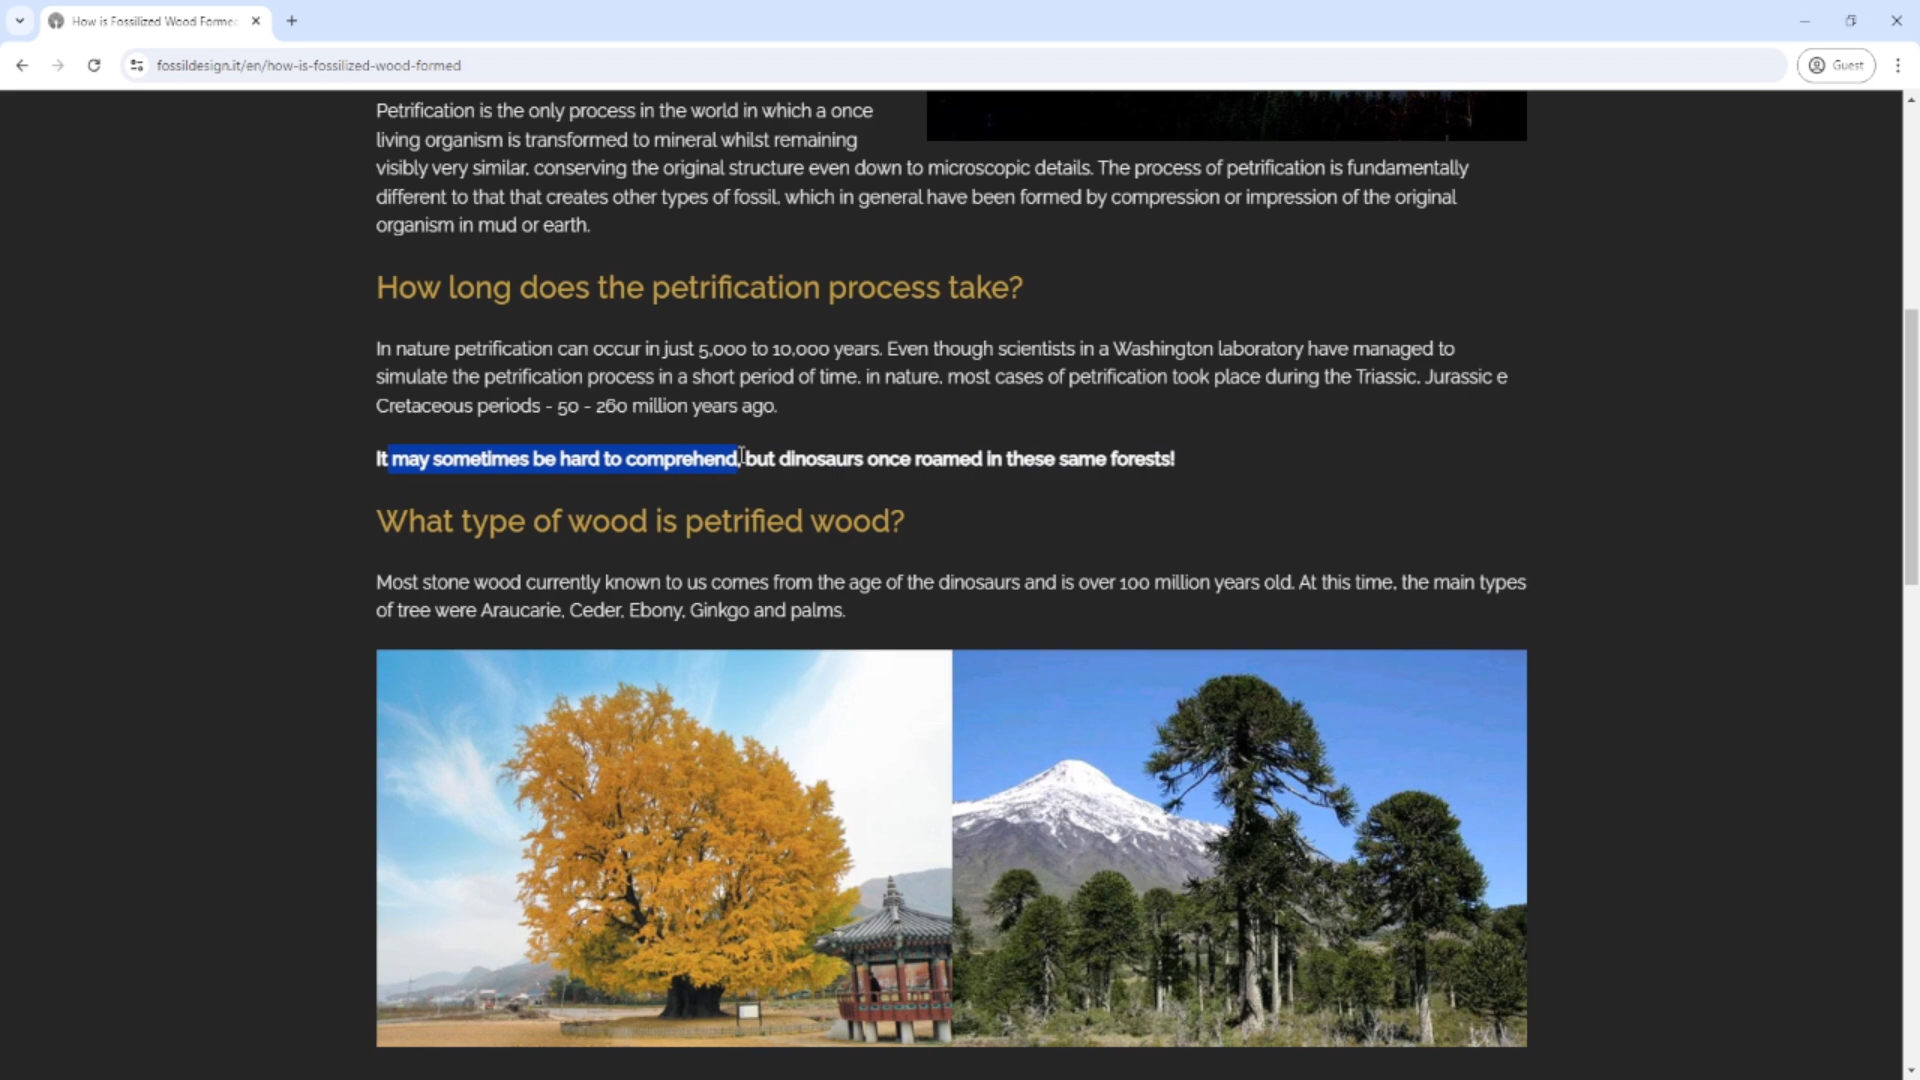 How is Fossilized Wood Forme
fossildesign.it/en/how-is-fossilized-wood-formed
Guest
Petrification is the only process in the world in which a once
living organism is transformed to mineral whilst remaining
visibly very similar, conserving the original structure even down to microscopic details. The process of petrification is fundamentally
different to that that creates other types of fossil, which in general have been formed by compression or impression of the original
organism in mud or earth.
How long does the petrification process take?
In nature petrification can occur in just 5,000 to 10,000 years. Even though scientists in a Washington laboratory have managed to
simulate the petrification process in a short period of time, in nature, most cases of petrification took place during the Triassic, Jurassic e
Cretaceous periods - 50 - 260 million years ago.
It may sometimes be hard to comprehend, but dinosaurs once roamed in these same forests!
What type of wood is petrified wood?
Most stone wood currently known to us comes from the age of the dinosaurs and is over 100 million years old. At this time, the main types
of tree were Araucarie, Ceder, Ebony, Ginkgo and palms.